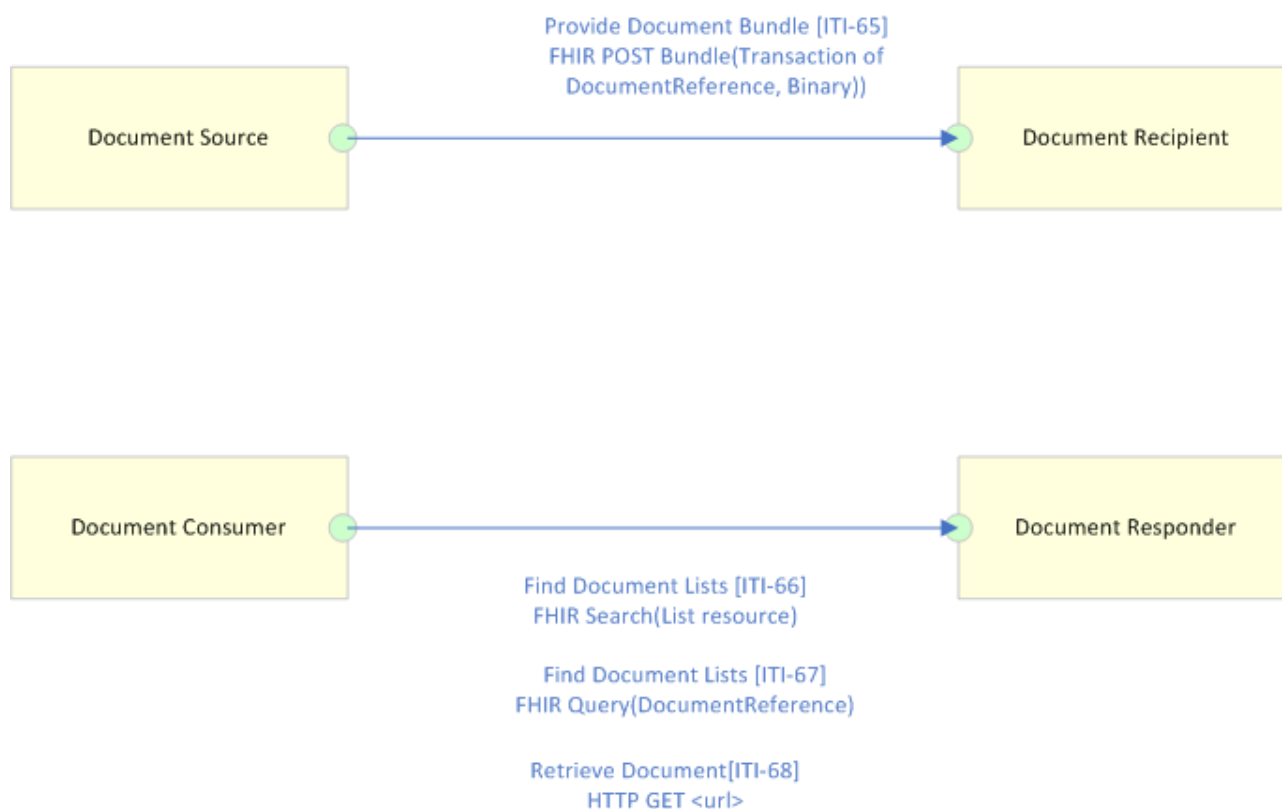 Provide Document Bundle [ITI-65]
FHIR POST Bundle(Transaction of
DocumentReference, Binary))
Document Source
Document Recipient
Document Consumer
Document Responder
Find Document Lists [ITI-66]
FHIR Search(List resource)
Find Document Lists [ITI-67]
FHIR Query(DocumentReference)
Retrieve Document[ITI-68]
HTTP GET <url>